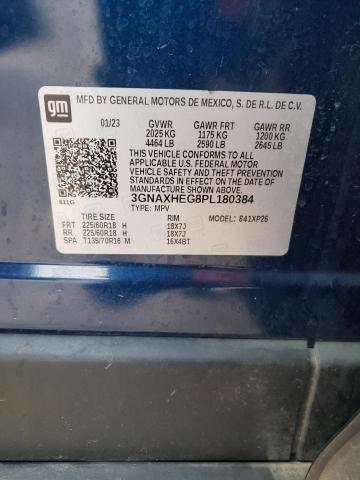 gm
MFD BY GENERAL MOTORS DE MEXICO, S. DE R.L. DE C.V.
01/23 GVWR GAWR FRT GAWR RR
2025 KG 1175 KG 1200 KG
4464 LB 2590 LB 2645 LB
THIS VEHICLE CONFORMS TO ALL APPLICABLE
U.S. FEDERAL MOTOR
VEHICLE SAFETY AND THEFT PREVENTION
STANDARDS IN EFFECT ON THE DATE OF
MANUFACTURE SHOWN ABOVE.
3GNAXHEG8PL180384
611G TYPE: MPV MODEL: 841XP26
TIRE SIZE RIM
FRT 225/60R18 H 18X7J
RR 225/60R18 H 18X7J
SPA T135/70R16 M 16X4BT